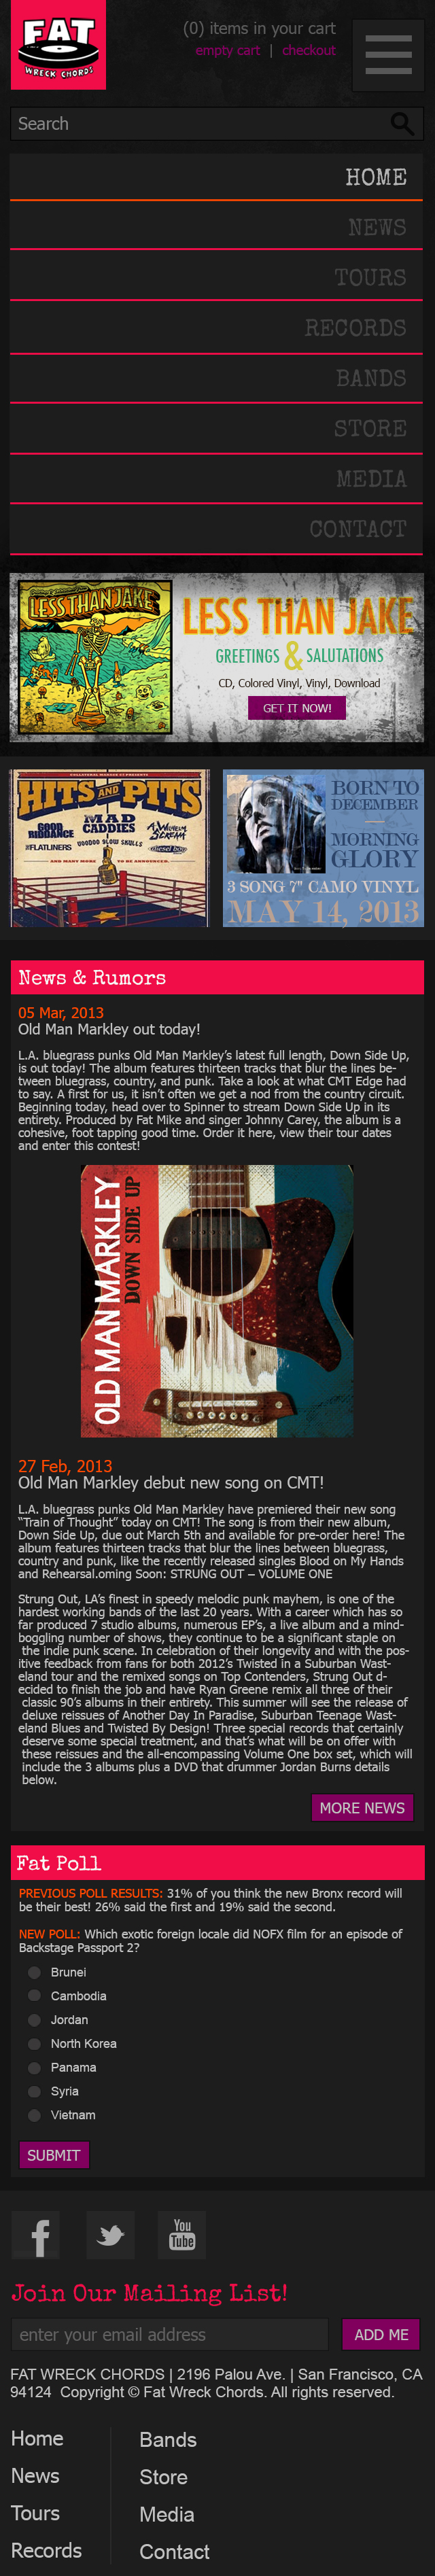 FAT
WRECK CHORDS
(0) items in your cart
empty cart | checkout
Search
HOME
NEWS
TOURS
RECORDS
BANDS
STORE
MEDIA
CONTACT
LESS THAN JAKE
LESS THAN JAKE
GREETINGS & SALUTATIONS
CD, Colored Vinyl, Vinyl, Download
GET IT NOW!
HITS AND PITS
GOOD RIDDANCE
MAD CADDIES
A WILHELM SCREAM
THE FLATLINERS
VOODOO GLOW SKULLS
diesel boy
AND MANY MORE TO BE ANNOUNCED.
BORN TO
DECEMBER
MORNING
GLORY
3 SONG 7" CAMO VINYL
MAY 14, 2013
News & Rumors
05 Mar, 2013
Old Man Markley out today!
L.A. bluegrass punks Old Man Markley’s latest full length, Down Side Up,
is out today! The album features thirteen tracks that blur the lines be-
tween bluegrass, country, and punk. Take a look at what CMT Edge had
to say. A first for us, it isn’t often we get a nod from the country circuit.
Beginning today, head over to Spinner to stream Down Side Up in its
entirety. Produced by Fat Mike and singer Johnny Carey, the album is a
cohesive, foot tapping good time. Order it here, view their tour dates
and enter this contest!
OLD MAN MARKLEY
DOWN SIDE UP
27 Feb, 2013
Old Man Markley debut new song on CMT!
L.A. bluegrass punks Old Man Markley have premiered their new song
“Train of Thought” today on CMT! The song is from their new album,
Down Side Up, due out March 5th and available for pre-order here! The
album features thirteen tracks that blur the lines between bluegrass,
country and punk, like the recently released singles Blood on My Hands
and Rehearsal.oming Soon: STRUNG OUT – VOLUME ONE
Strung Out, LA’s finest in speedy melodic punk mayhem, is one of the
hardest working bands of the last 20 years. With a career which has so
far produced 7 studio albums, numerous EP’s, a live album and a mind-
boggling number of shows, they continue to be a significant staple on
the indie punk scene. In celebration of their longevity and with the pos-
itive feedback from fans for both 2012’s Twisted in a Suburban Wast-
eland tour and the remixed songs on Top Contenders, Strung Out d-
ecided to finish the job and have Ryan Greene remix all three of their
classic 90’s albums in their entirety. This summer will see the release of
deluxe reissues of Another Day In Paradise, Suburban Teenage Wast-
eland Blues and Twisted By Design! Three special records that certainly
deserve some special treatment, and that’s what will be on offer with
these reissues and the all-encompassing Volume One box set, which will
include the 3 albums plus a DVD that drummer Jordan Burns details
below.
MORE NEWS
Fat Poll
PREVIOUS POLL RESULTS: 31% of you think the new Bronx record will
be their best! 26% said the first and 19% said the second.
NEW POLL: Which exotic foreign locale did NOFX film for an episode of
Backstage Passport 2?
Brunei
Cambodia
Jordan
North Korea
Panama
Syria
Vietnam
SUBMIT
f
You
Tube
Join Our Mailing List!
enter your email address
ADD ME
FAT WRECK CHORDS | 2196 Palou Ave. | San Francisco, CA
94124 Copyright © Fat Wreck Chords. All rights reserved.
Home
News
Tours
Records
Bands
Store
Media
Contact